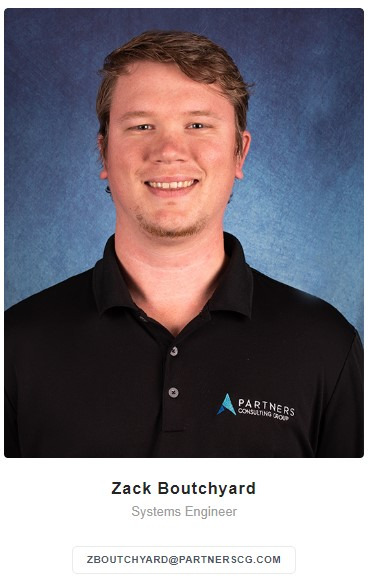 PARTNERS
CONSULTING GROUP
Zack Boutchyard
Systems Engineer
ZBOUTCHYARD@PARTNERSCG.COM